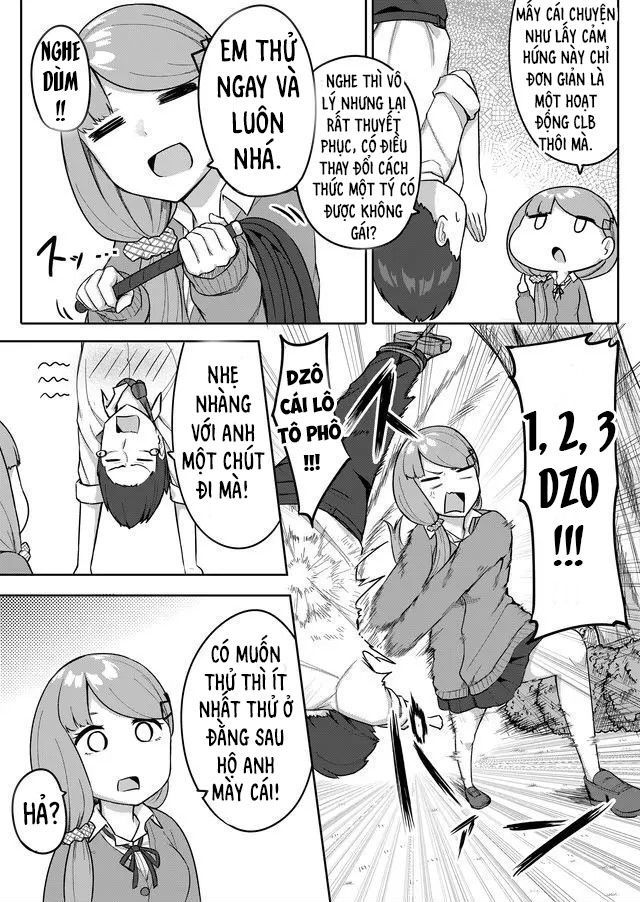 MẤY CÁI CHUYỆN
NHƯ LẤY CẢM
HỨNG NÀY CHỈ
ĐƠN GIẢN LÀ
MỘT HOẠT
ĐỘNG CLB
THÔI MÀ.
NGHE THÌ VÔ
LÝ NHƯNG LẠI
RẤT THUYẾT
PHỤC, CÓ ĐIỀU
THAY ĐỔI CÁCH
THỨC MỘT TÝ CÓ
ĐƯỢC KHÔNG
GÁI?
EM THỬ
NGAY VÀ
LUÔN
NHÁ.
NGHE
DÙM
!!
スッ…
1, 2, 3
DZO
!!!
DZÔ
CÁI LÔ
TÔ PHÔ
!!!
NHẸ
NHÀNG
VỚI ANH
MỘT CHÚT
ĐI MÀ!
CÓ MUỐN
THỬ THÌ ÍT
NHẤT THỬ Ở
ĐẰNG SAU
HỘ ANH
MÀY CÁI!
HẢ?